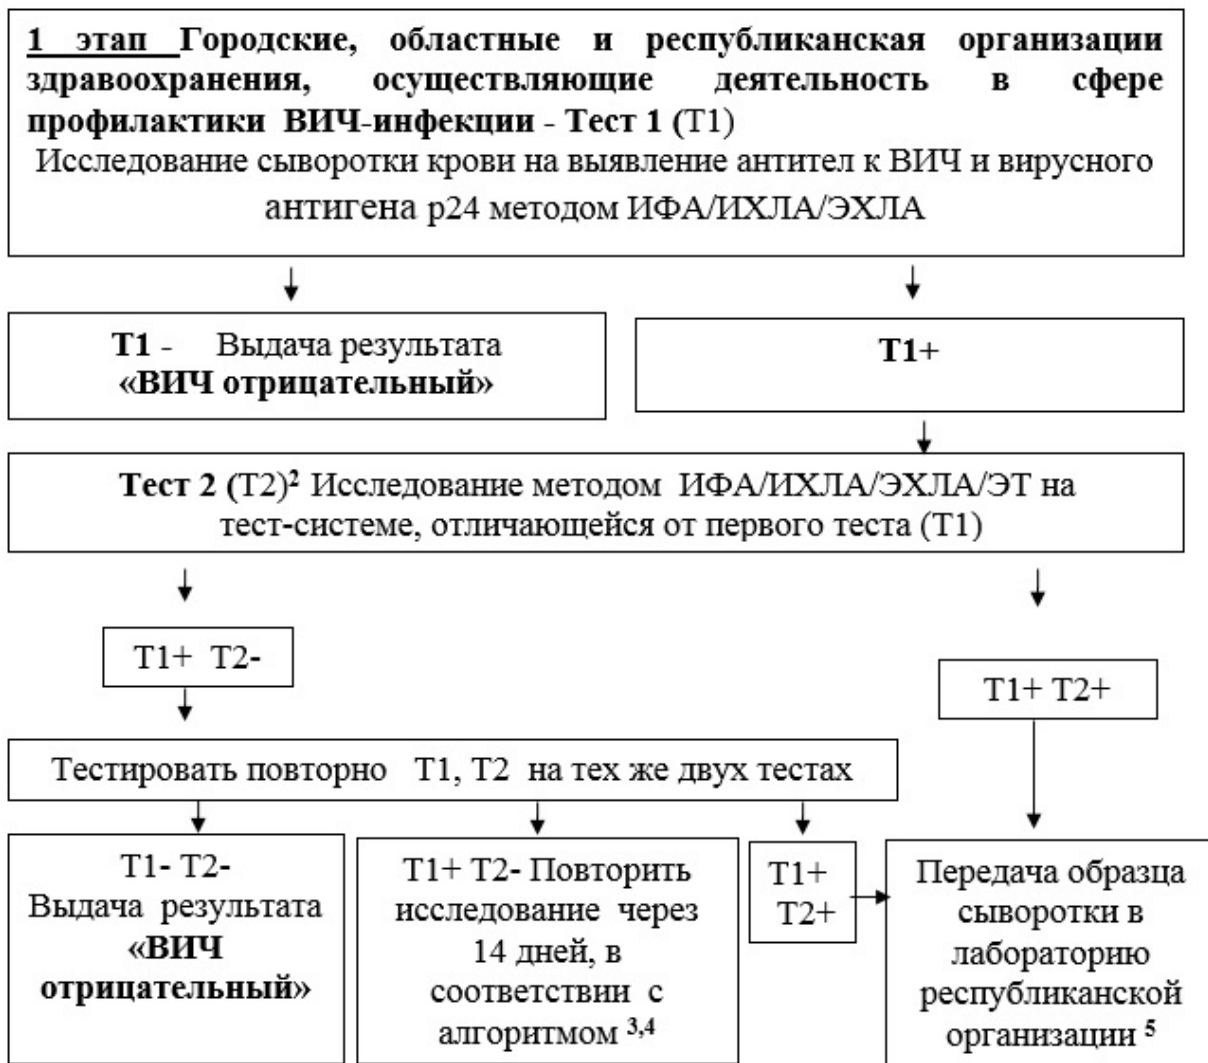 1 этап Городские, областные и республиканская организации
здравоохранения, осуществляющие деятельность в сфере
профилактики ВИЧ-инфекции - Тест 1 (Т1)
Исследование сыворотки крови на выявление антител к ВИЧ и вирусного
антигена р24 методом ИФА/ИХЛА/ЭХЛА
Т1 - Выдача результата
«ВИЧ отрицательный»
Т1+
Тест 2 (Т2)² Исследование методом ИФА/ИХЛА/ЭХЛА/ЭТ на
тест-системе, отличающейся от первого теста (Т1)
Т1+ Т2-
Т1+ Т2+
Тестировать повторно Т1, Т2 на тех же двух тестах
Т1- Т2-
Выдача результата
«ВИЧ
отрицательный»
Т1+ Т2- Повторить
исследование через
14 дней, в
соответствии с
алгоритмом ³,⁴
Т1+
Т2+
Передача образца
сыворотки в
лабораторию
республиканской
организации ⁵